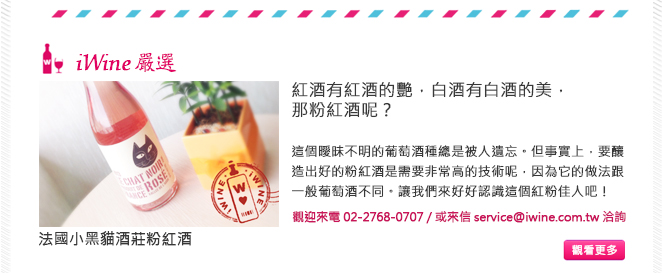 iWine 嚴選
紅酒有紅酒的艷，白酒有白酒的美，
那粉紅酒呢？
這個曖昧不明的葡萄酒種總是被人遺忘。但事實上，要釀
造出好的粉紅酒是需要非常高的技術呢，因為它的做法跟
一般葡萄酒不同。讓我們來好好認識這個紅粉佳人吧！
觀迎來電 02-2768-0707 / 或來信 service@iwine.com.tw 洽詢
CHAT NOIR
ROSÉ
iWINE
W
iWINE
法國小黑貓酒莊粉紅酒
觀看更多